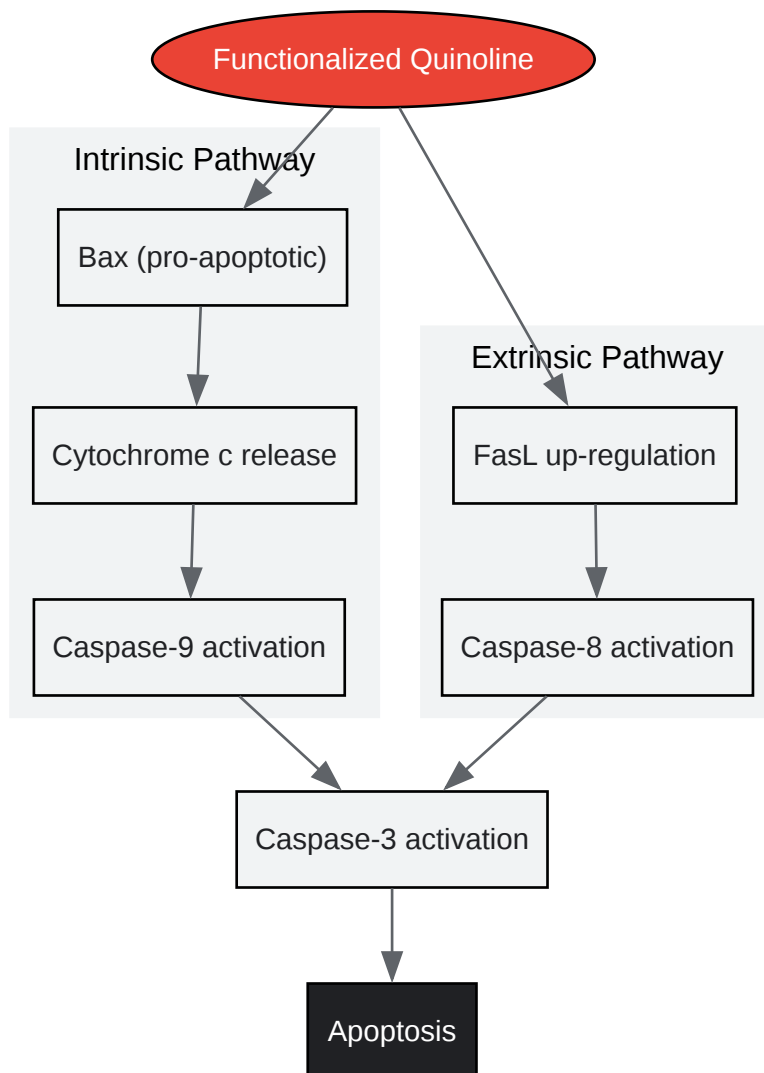 Functionalized Quinoline
Intrinsic Pathway
Bax (pro-apoptotic)
Cytochrome c release
Caspase-9 activation
Extrinsic Pathway
FasL up-regulation
Caspase-8 activation
Caspase-3 activation
Apoptosis